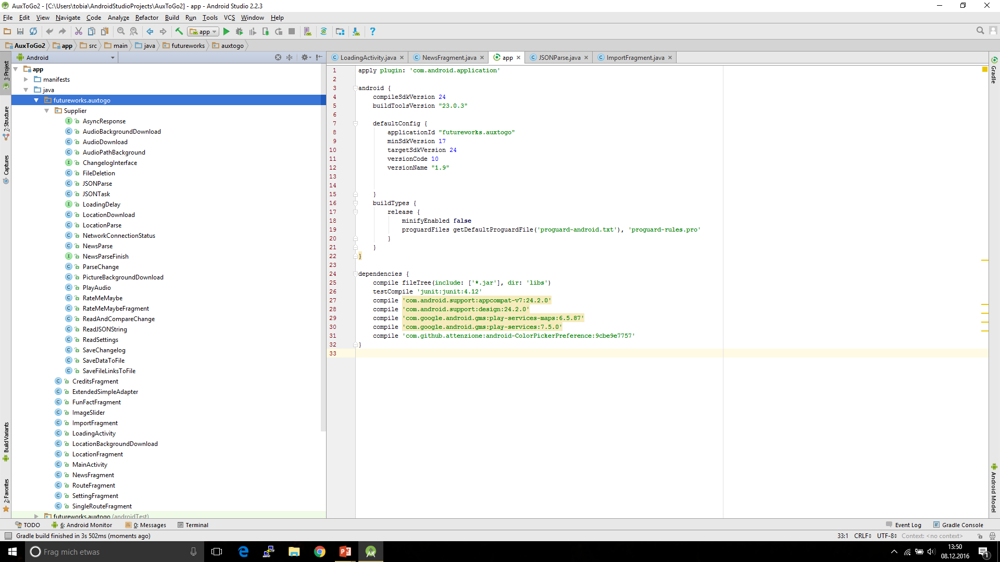 AuxToGo2 - [C:\Users\tobia\AndroidStudioProjects\AuxToGo2] - app - Android Studio 2.2.3
File Edit View Navigate Code Analyze Refactor Build Run Tools VCS Window Help
app
AuxToGo2 app src main java futureworks auxtogo
Android
LoadingActivity.java NewsFragment.java app JSONParse.java ImportFragment.java
1: Project
7: Structure
Captures
Build Variants
2: Favorites
app
manifests
java
futureworks.auxtogo
Supplier
AsyncResponse
AudioBackgroundDownload
AudioDownload
AudioPathBackground
ChangelogInterface
FileDeletion
JSONParse
JSONTask
LoadingDelay
LocationDownload
LocationParse
NetworkConnectionStatus
NewsParse
NewsParseFinish
ParseChange
PictureBackgroundDownload
PlayAudio
RateMeMaybe
RateMeMaybeFragment
ReadAndCompareChange
ReadJSONString
ReadSettings
SaveChangelog
SaveDataToFile
SaveFileLinksToFile
CreditsFragment
ExtendedSimpleAdapter
FunFactFragment
ImageSlider
ImportFragment
LoadingActivity
LocationBackgroundDownload
LocationFragment
MainActivity
NewsFragment
RouteFragment
SettingFragment
SingleRouteFragment
futureworks.auxtogo (androidTest)
1 apply plugin: 'com.android.application'
2
3 android {
4 compileSdkVersion 24
5 buildToolsVersion "23.0.3"
6
7 defaultConfig {
8 applicationId "futureworks.auxtogo"
9 minSdkVersion 17
10 targetSdkVersion 24
11 versionCode 10
12 versionName "1.9"
13
14
15 }
16 buildTypes {
17 release {
18 minifyEnabled false
19 proguardFiles getDefaultProguardFile('proguard-android.txt'), 'proguard-rules.pro'
20 }
21 }
22 }
23
24 dependencies {
25 compile fileTree(include: ['*.jar'], dir: 'libs')
26 testCompile 'junit:junit:4.12'
27 compile 'com.android.support:appcompat-v7:24.2.0'
28 compile 'com.android.support:design:24.2.0'
29 compile 'com.google.android.gms:play-services-maps:6.5.87'
30 compile 'com.google.android.gms:play-services:7.5.0'
31 compile 'com.github.attenzione:android-ColorPickerPreference:9cbe9e7757'
32 }
33
Gradle
Android Model
TODO 6: Android Monitor 0: Messages Terminal Event Log Gradle Console
Gradle build finished in 3s 502ms (moments ago) 33:1 CRLF UTF-8 Context: <no context>
Frag mich etwas
13:50
08.12.2016
1